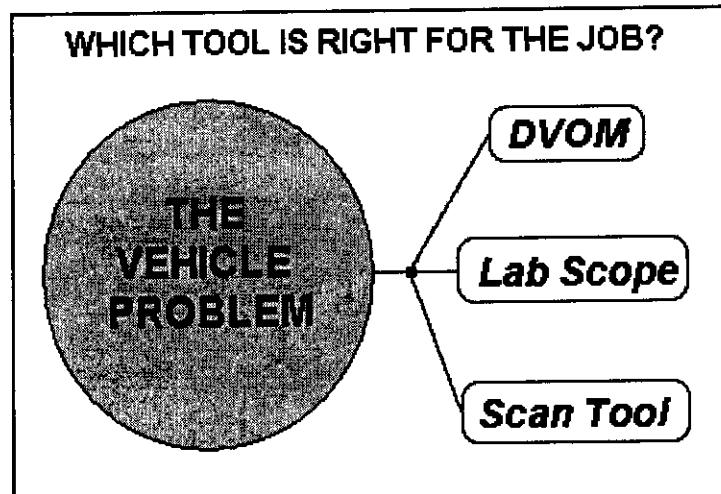 WHICH TOOL IS RIGHT FOR THE JOB?
THE
VEHICLE
PROBLEM
DVOM
Lab Scope
Scan Tool